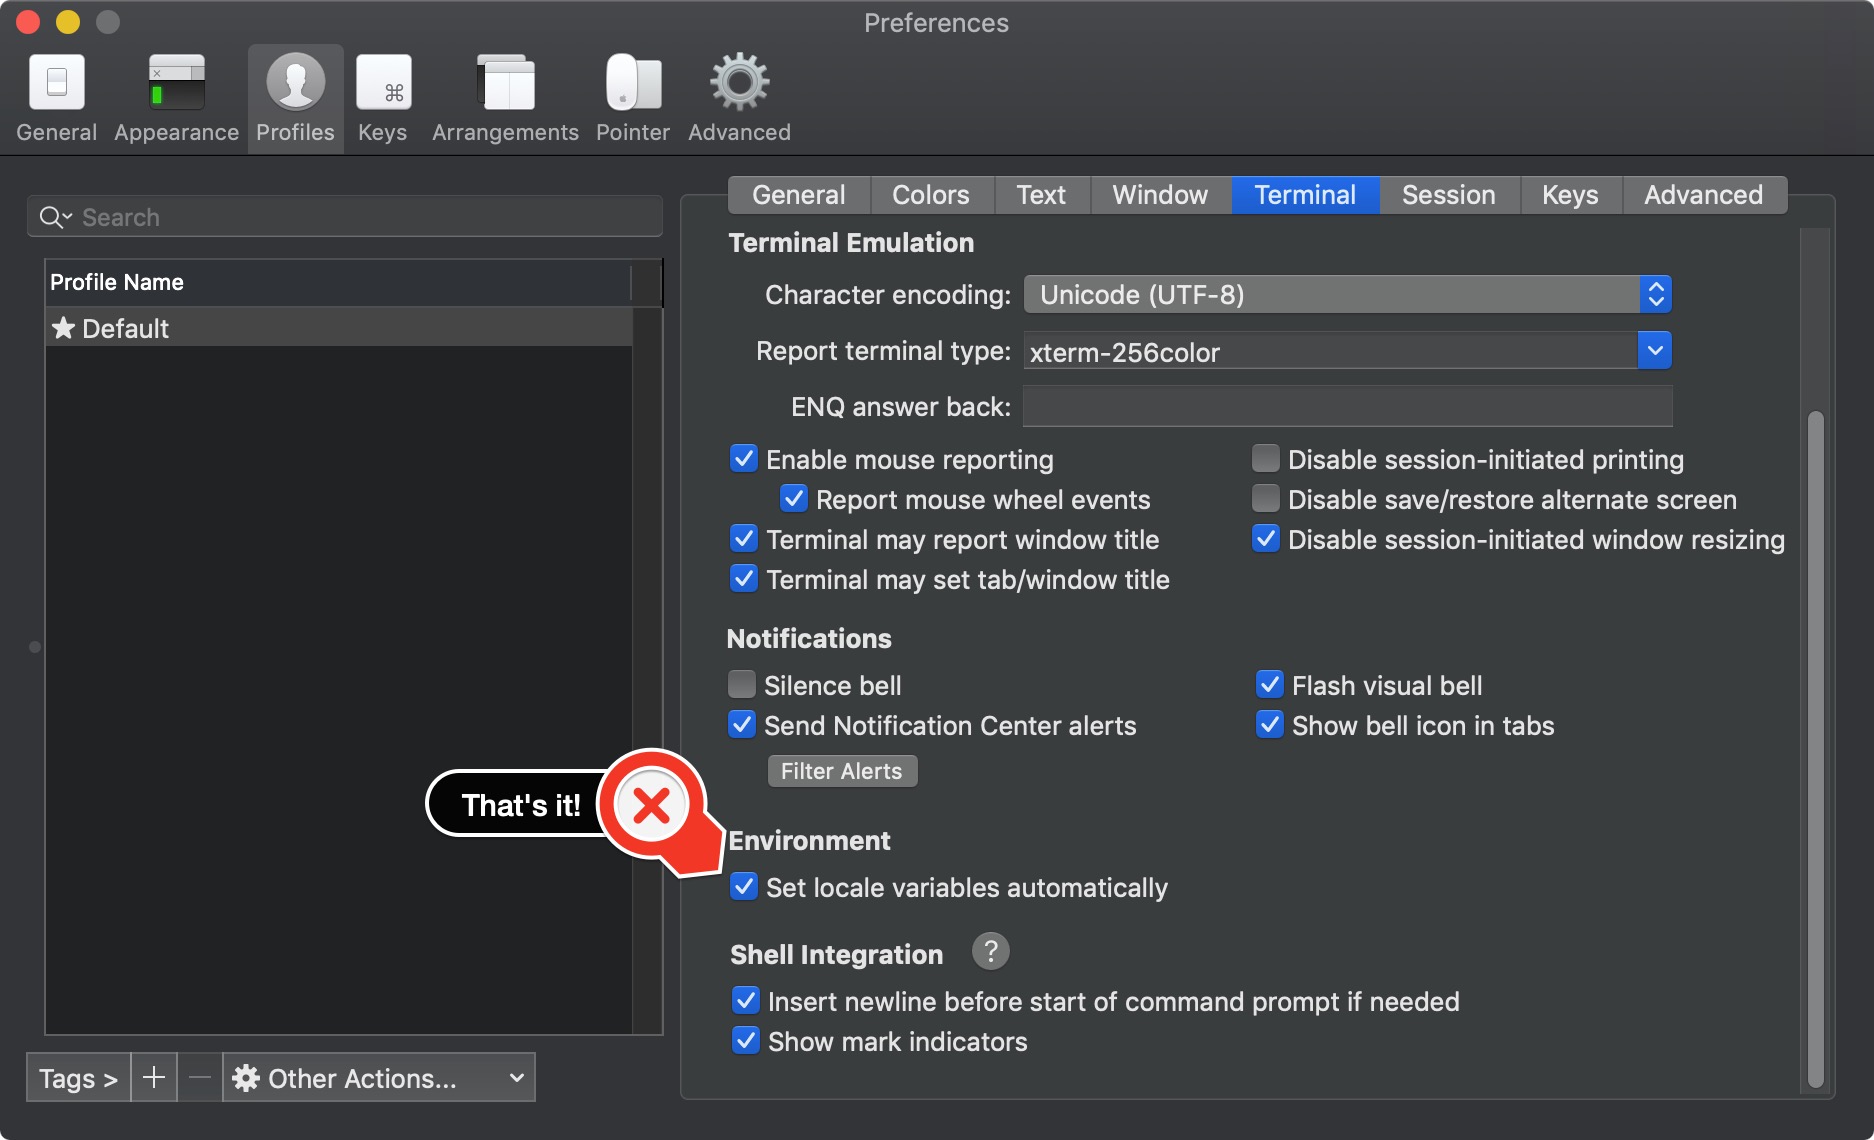 Preferences
General
Appearance
Profiles
Keys
Arrangements
Pointer
Advanced
Search
Profile Name
Default
Tags >
Other Actions...
General
Colors
Text
Window
Terminal
Session
Keys
Advanced
Terminal Emulation
Character encoding: Unicode (UTF-8)
Report terminal type: xterm-256color
ENQ answer back:
Enable mouse reporting
Report mouse wheel events
Terminal may report window title
Terminal may set tab/window title
Disable session-initiated printing
Disable save/restore alternate screen
Disable session-initiated window resizing
Notifications
Silence bell
Send Notification Center alerts
Flash visual bell
Show bell icon in tabs
Filter Alerts
That's it!
Environment
Set locale variables automatically
Shell Integration ?
Insert newline before start of command prompt if needed
Show mark indicators